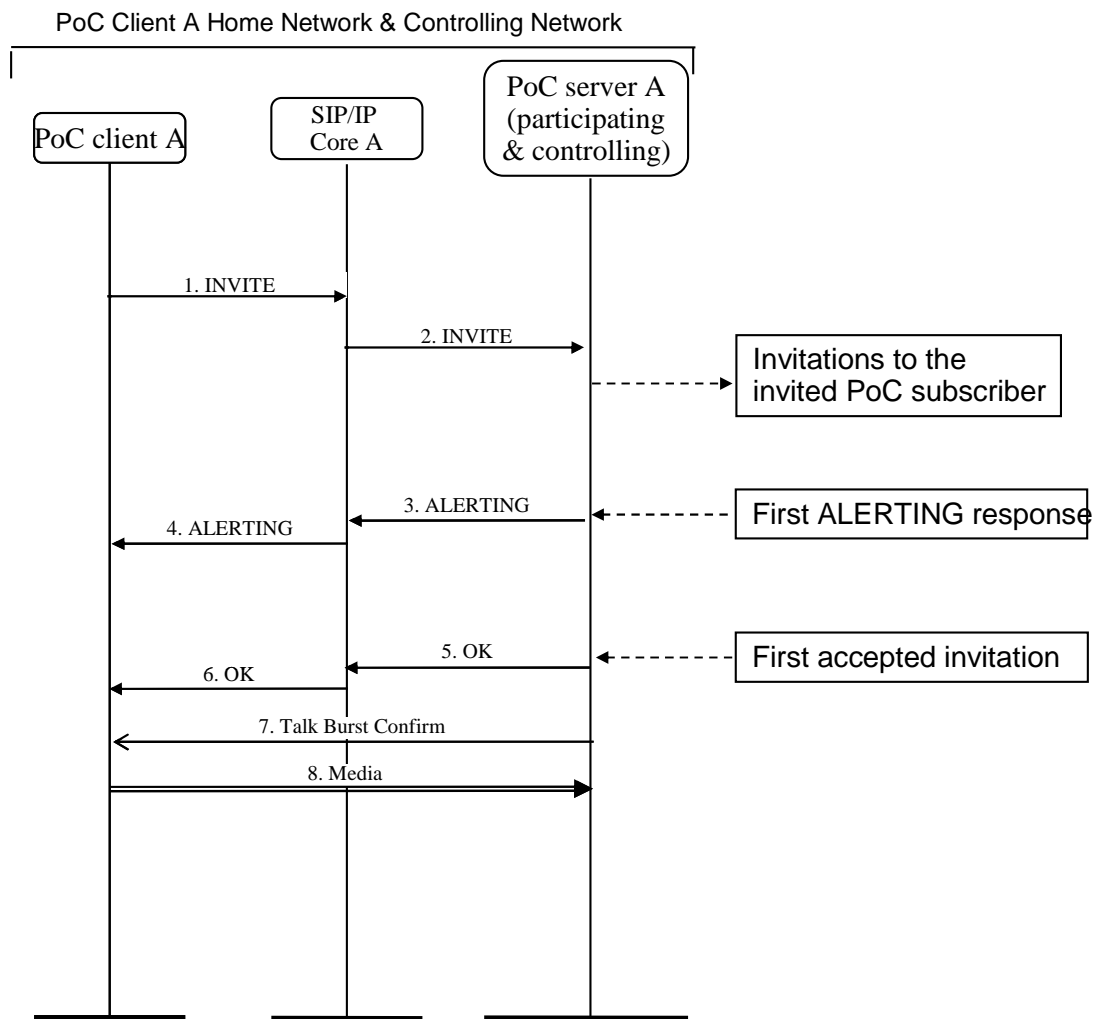 PoC Client A Home Network & Controlling Network
PoC client A
SIP/IP
Core A
PoC server A
(participating
& controlling)
1. INVITE
2. INVITE
Invitations to the
invited PoC subscriber
3. ALERTING
First ALERTING response
4. ALERTING
5. OK
First accepted invitation
6. OK
7. Talk Burst Confirm
8. Media